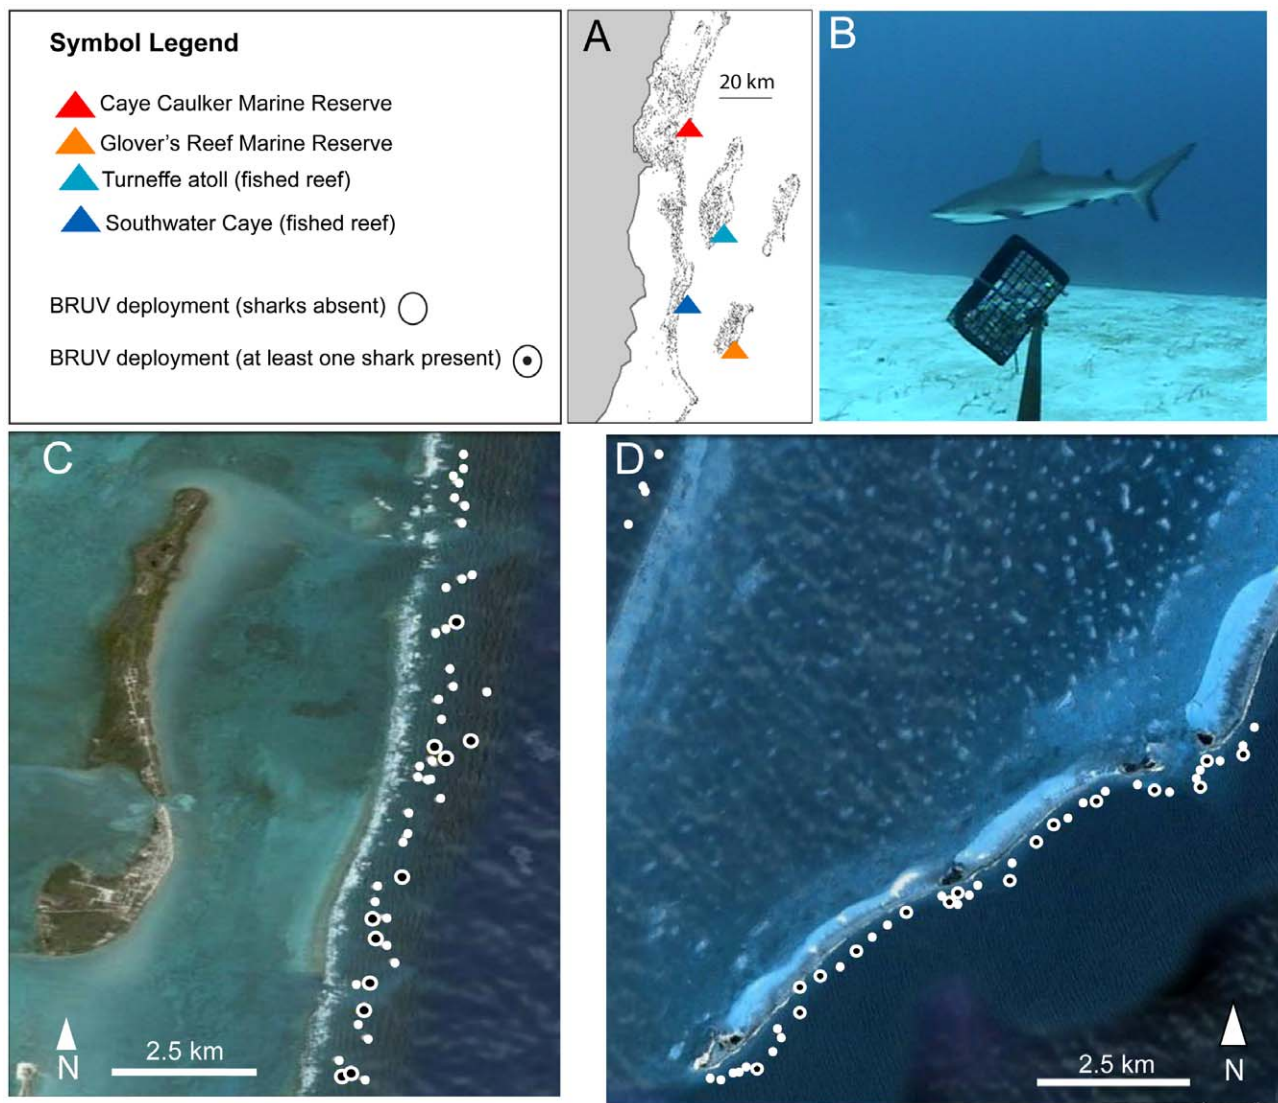 Symbol Legend
Caye Caulker Marine Reserve
Glover's Reef Marine Reserve
Turneffe atoll (fished reef)
Southwater Caye (fished reef)
BRUV deployment (sharks absent)
BRUV deployment (at least one shark present)
A
20 km
B
C
2.5 km
N
D
2.5 km
N